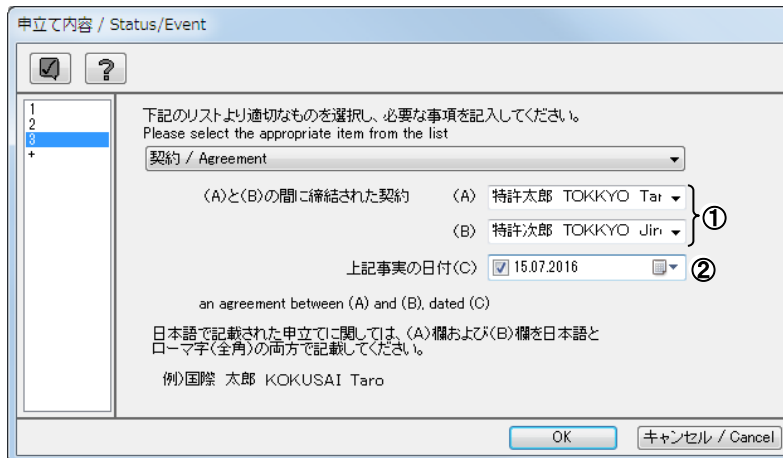 申立て内容 / Status/Event
?
1
2
3
+
下記のリストより適切なものを選択し、必要な事項を記入してください。
Please select the appropriate item from the list
契約 / Agreement
(A)と(B)の間に締結された契約 (A) 特許太郎 TOKKYO Tar
①
(B) 特許次郎 TOKKYO Jir
上記事実の日付(C) 15.07.2016 ②
an agreement between (A) and (B), dated (C)
日本語で記載された申立てに関しては、(A)欄および(B)欄を日本語と
ローマ字(全角)の両方で記載してください。
例)国際 太郎 KOKUSAI Taro
OK キャンセル / Cancel